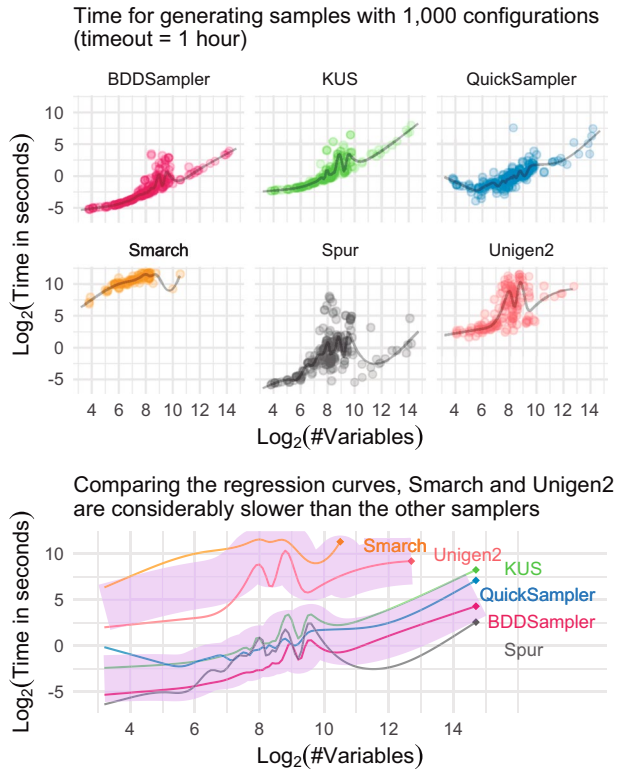 Time for generating samples with 1,000 configurations
(timeout = 1 hour)
BDDSampler KUS QuickSampler
10
5
0
-5
Smarch Spur Unigen2
10
5
0
-5
Log₂(Time in seconds)
4 6 8 10 12 14 4 6 8 10 12 14 4 6 8 10 12 14
Log₂(#Variables)
Comparing the regression curves, Smarch and Unigen2
are considerably slower than the other samplers
10
5
0
-5
Log₂(Time in seconds)
Smarch
Unigen2
KUS
QuickSampler
BDDSampler
Spur
4 6 8 10 12 14
Log₂(#Variables)